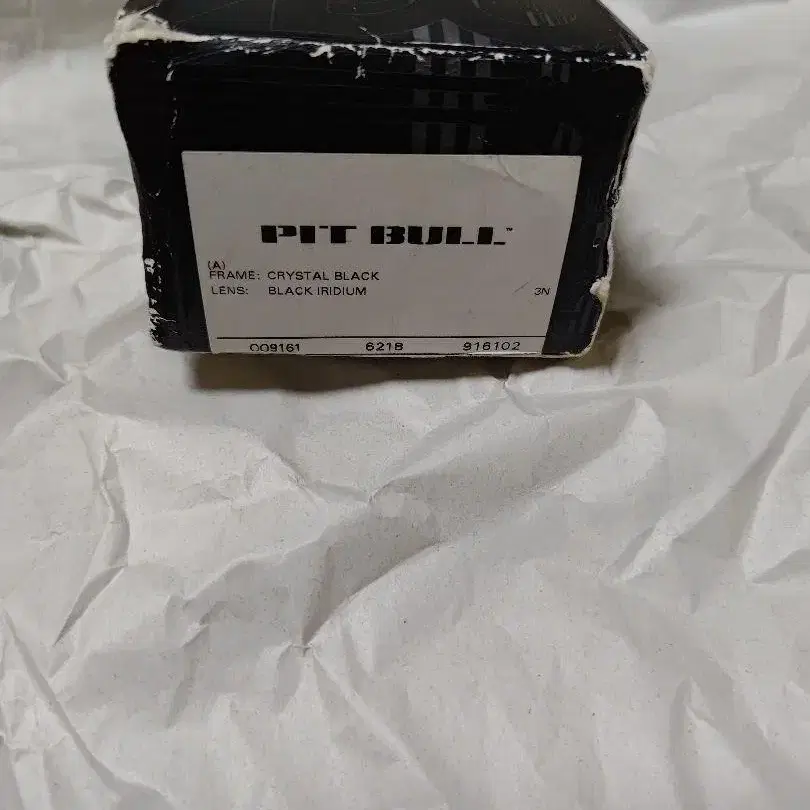 PIT BULL™
(A)
FRAME: CRYSTAL BLACK
LENS: BLACK IRIDIUM 3N
009161 6218 916102